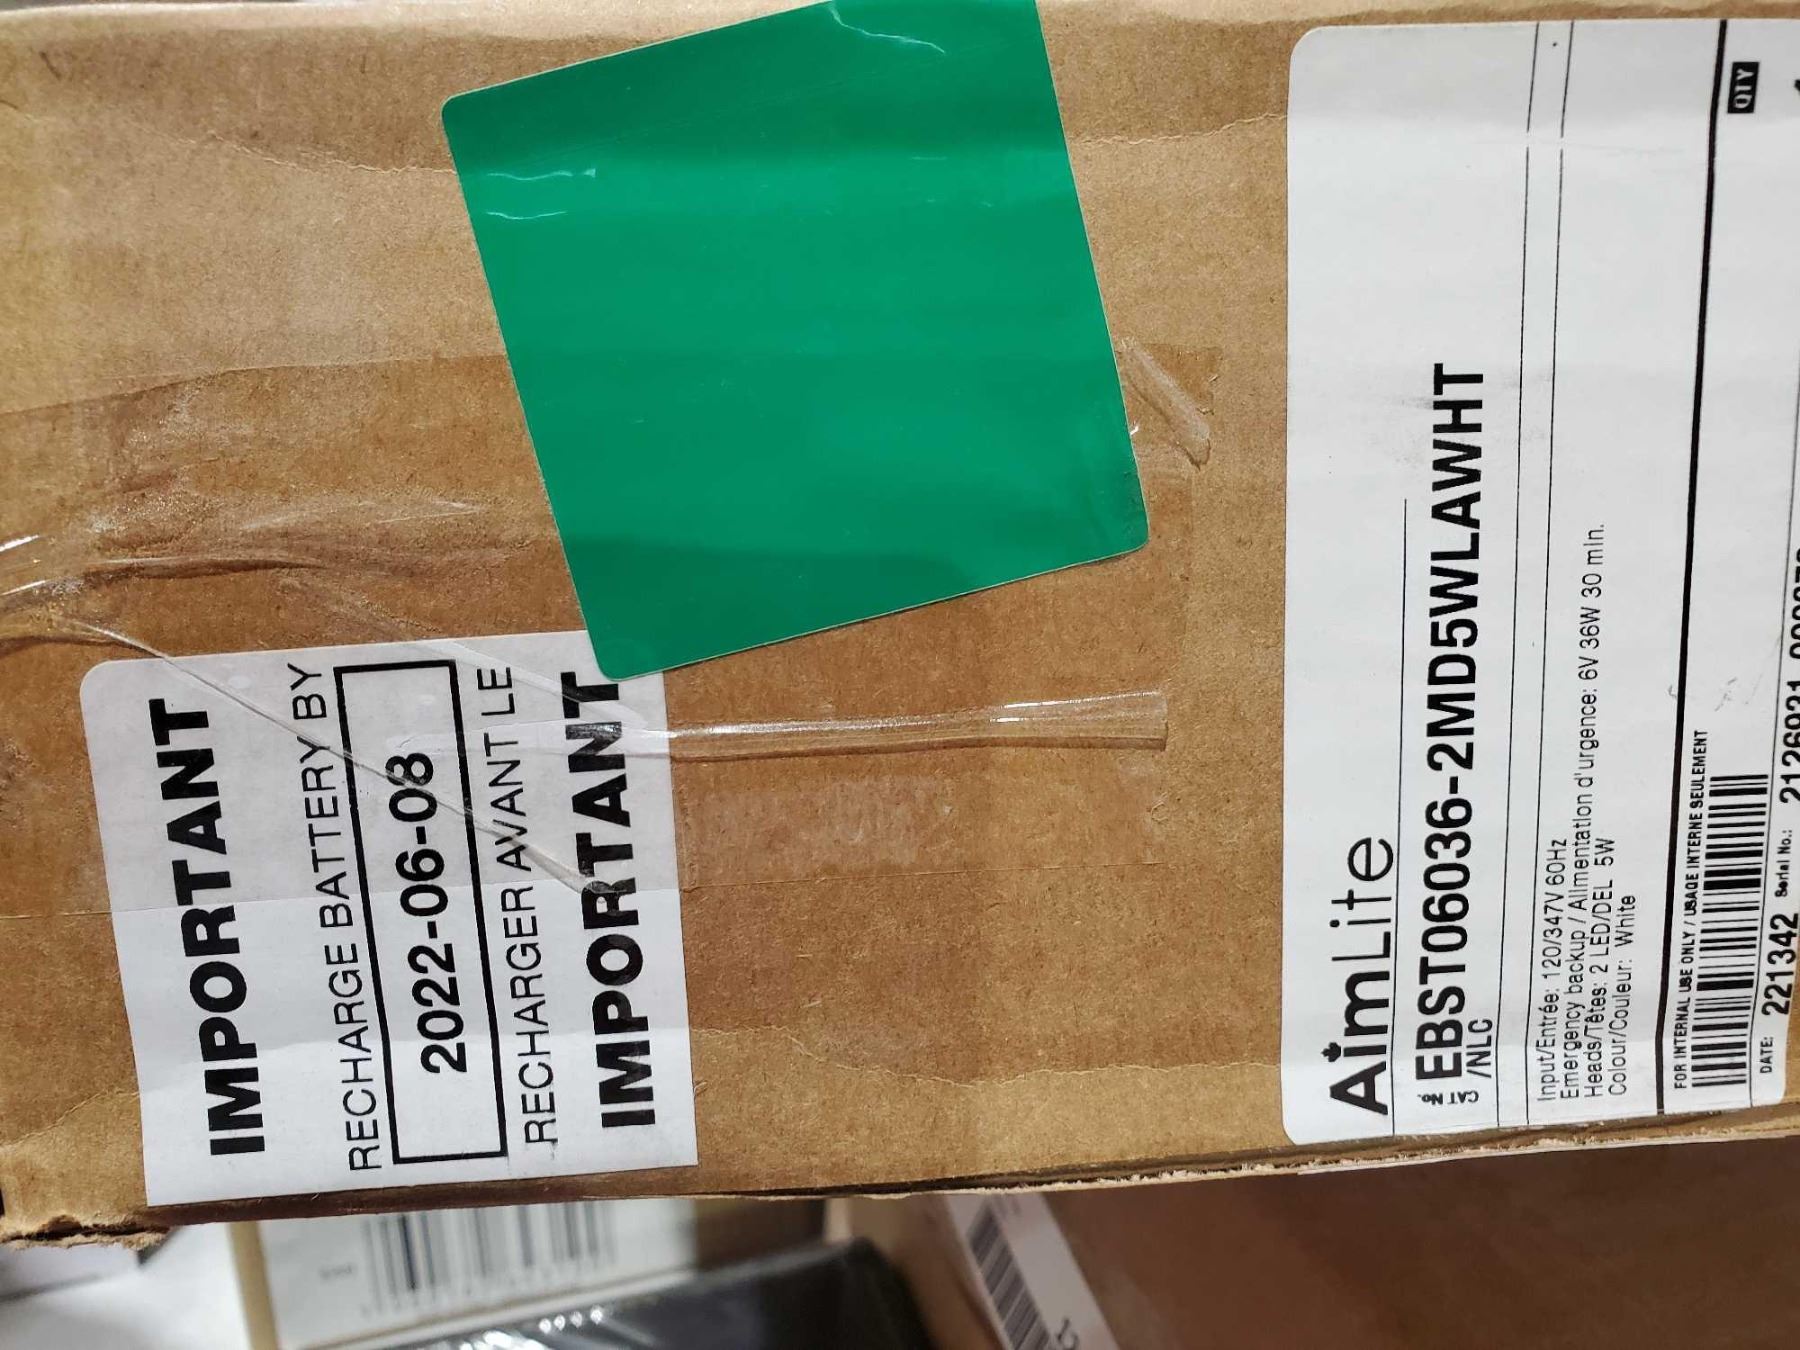 IMPORTANT
RECHARGE BATTERY BY
2022-06-08
RECHARGER AVANT LE
IMPORTANT
AimLite
EBST06036-2MD5WLAWHT
/NLC
Input/Entrée: 120/347V 60Hz
Emergency backup / Alimentation d'urgence: 6V 36W 30 min.
Heads/Têtes: 2 LED/DEL 5W
Colour/Couleur: White
FOR INTERNAL USE ONLY / USAGE INTERNE SEULEMENT
QTY
DATE: 221342 Serial No.: